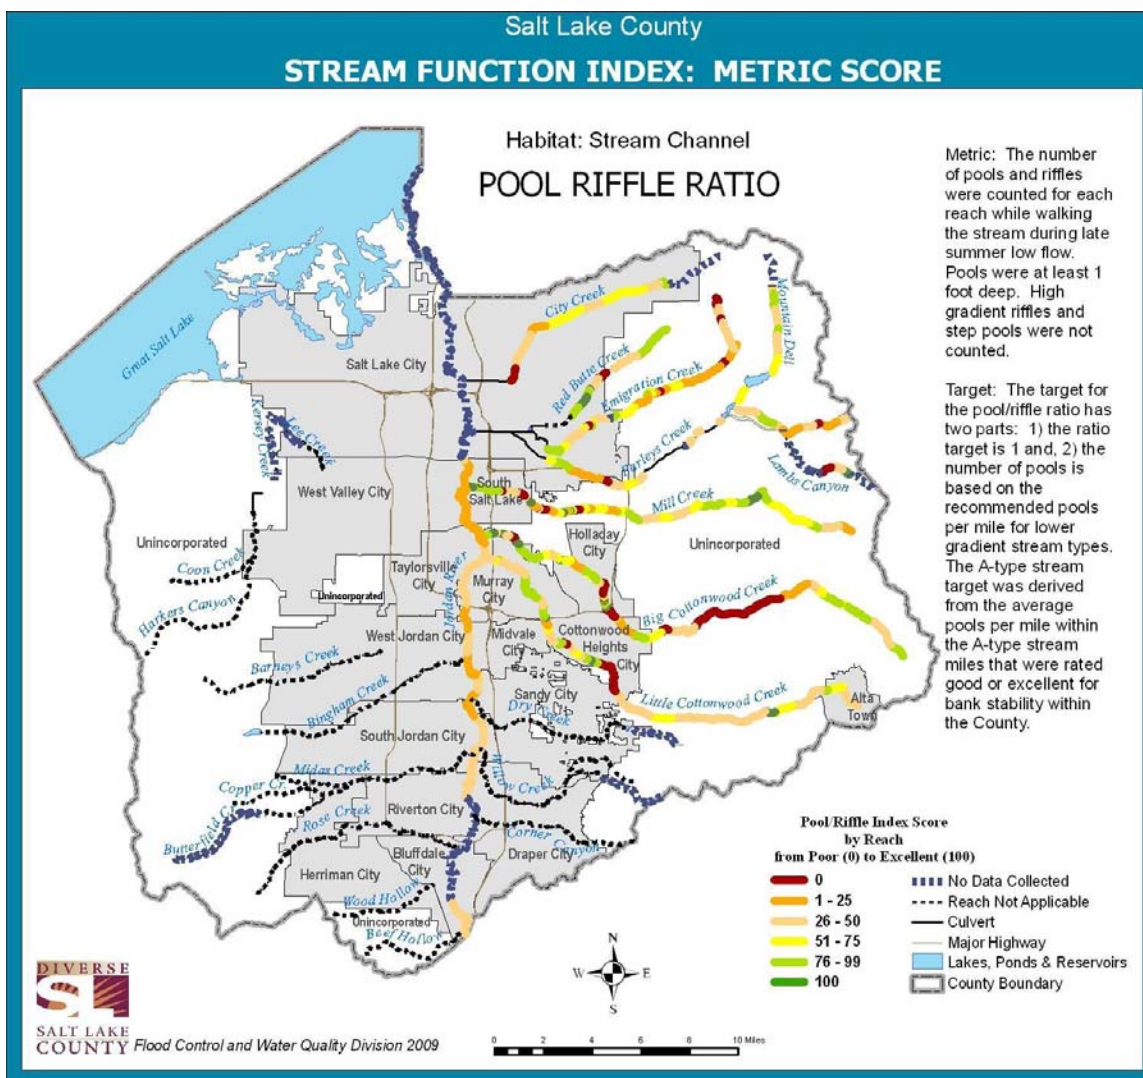 Salt Lake County
STREAM FUNCTION INDEX: METRIC SCORE
Habitat: Stream Channel
POOL RIFFLE RATIO
Metric: The number
of pools and riffles
were counted for each
reach while walking
the stream during late
summer low flow.
Pools were at least 1
foot deep. High
gradient riffles and
step pools were not
counted.
Target: The target for
the pool/riffle ratio has
two parts: 1) the ratio
target is 1 and, 2) the
number of pools is
based on the
recommended pools
per mile for lower
gradient stream types.
The A-type stream
target was derived
from the average
pools per mile within
the A-type stream
miles that were rated
good or excellent for
bank stability within
the County.
Great Salt Lake
Salt Lake City
City Creek
Mountain Dell
Red Butte Creek
Emigration Creek
Parleys Creek
Lambs Canyon
Kersey Creek
Lee Creek
West Valley City
South
Salt Lake
Mill Creek
Holladay
City
Unincorporated
Unincorporated
Coon Creek
Harkers Canyon
Taylorsville
City
Unincorporated
Jordan River
Murray
City
Big Cottonwood Creek
West Jordan City
Midvale
City
Cottonwood
Heights
City
Barneys Creek
Bingham Creek
Sandy City
Dry Creek
Little Cottonwood Creek
Alta
Town
South Jordan City
Midas Creek
Willow Creek
Copper Cr.
Butterfield Cr.
Rose Creek
Riverton City
Corner Canyon
Bluffdale
City
Draper City
Herriman City
Wood Hollow
Unincorporated
Beef Hollow
Pool/Riffle Index Score
by Reach
from Poor (0) to Excellent (100)
0
1 - 25
26 - 50
51 - 75
76 - 99
100
No Data Collected
Reach Not Applicable
Culvert
Major Highway
Lakes, Ponds & Reservoirs
County Boundary
N
W E
S
0 2 4 6 8 10 Miles
DIVERSE
SL
SALT LAKE
COUNTY
Flood Control and Water Quality Division 2009